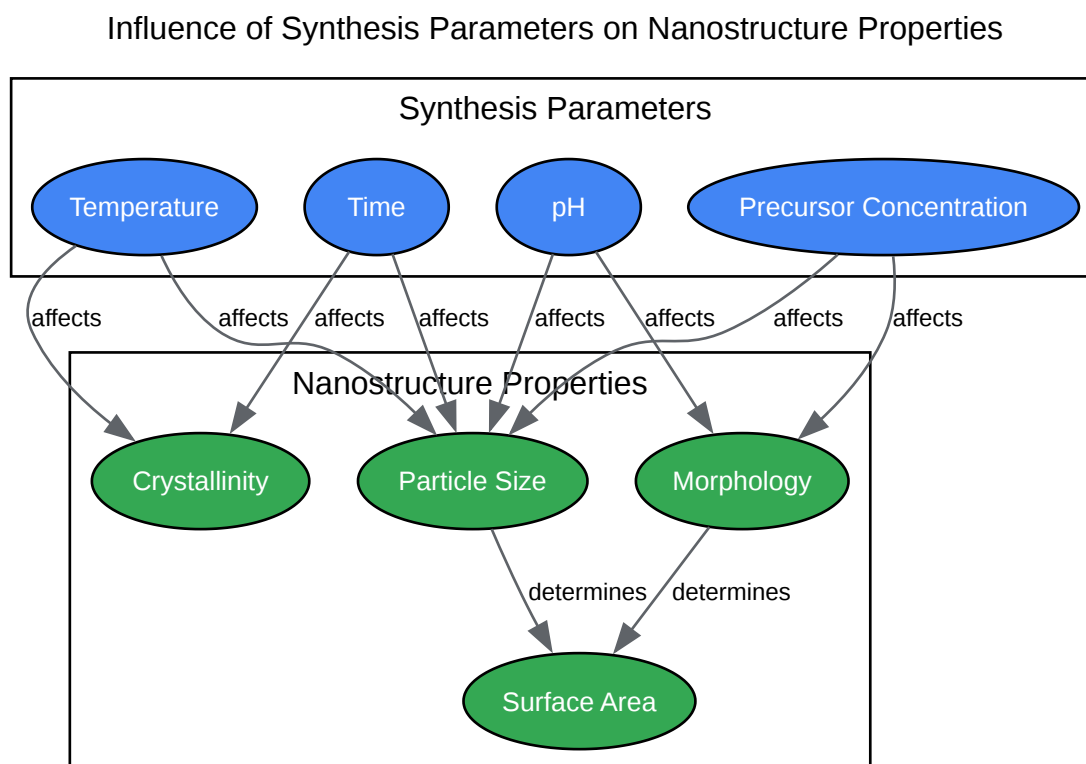 Influence of Synthesis Parameters on Nanostructure Properties
Synthesis Parameters
Temperature
Time
pH
Precursor Concentration
affects
affects
affects
affects
affects
affects
affects
affects
Nanostructure Properties
Crystallinity
Particle Size
Morphology
determines
determines
Surface Area